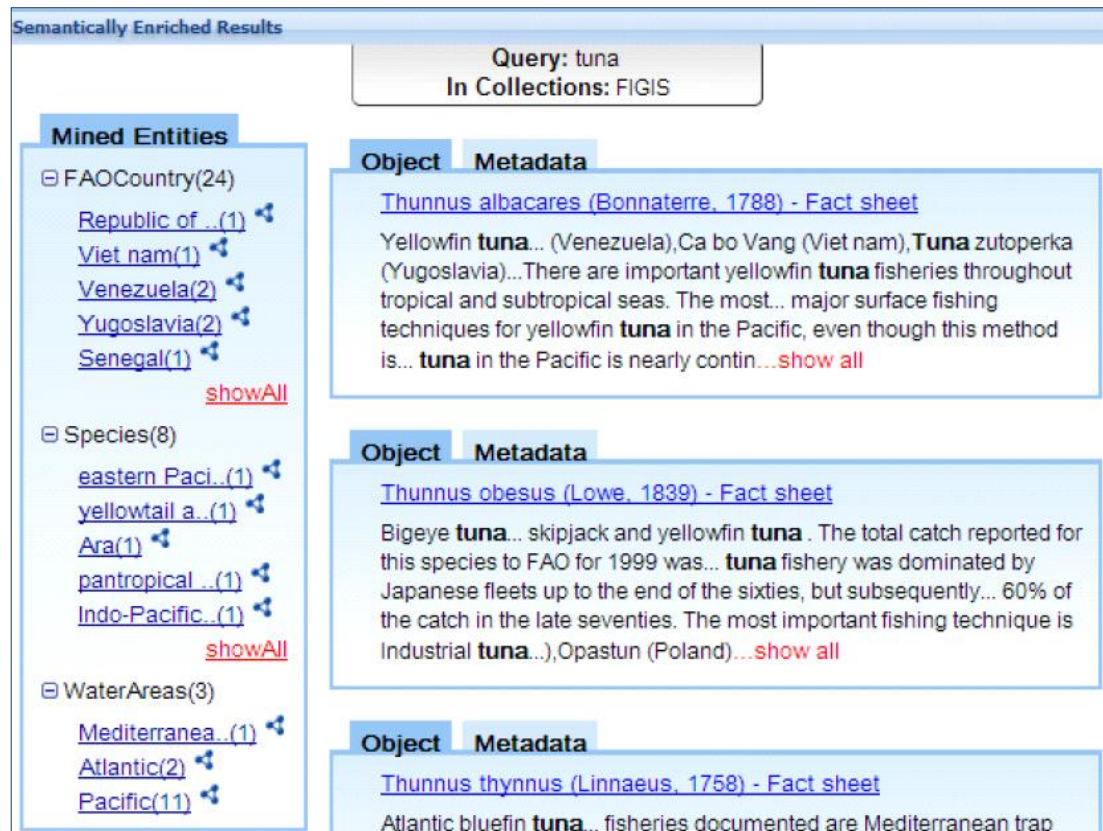 Semantically Enriched Results
Query: tuna
In Collections: FIGIS
Mined Entities
FAOCountry(24)
Republic of ..(1)
Viet nam(1)
Venezuela(2)
Yugoslavia(2)
Senegal(1)
showAll
Species(8)
eastern Paci..(1)
yellowtail a..(1)
Ara(1)
pantropical ..(1)
Indo-Pacific..(1)
showAll
WaterAreas(3)
Mediterranea..(1)
Atlantic(2)
Pacific(11)
Object Metadata
Thunnus albacares (Bonnaterre, 1788) - Fact sheet
Yellowfin tuna... (Venezuela),Ca bo Vang (Viet nam),Tuna zutoperka
(Yugoslavia)...There are important yellowfin tuna fisheries throughout
tropical and subtropical seas. The most... major surface fishing
techniques for yellowfin tuna in the Pacific, even though this method
is... tuna in the Pacific is nearly contin...show all
Object Metadata
Thunnus obesus (Lowe, 1839) - Fact sheet
Bigeye tuna... skipjack and yellowfin tuna . The total catch reported for
this species to FAO for 1999 was... tuna fishery was dominated by
Japanese fleets up to the end of the sixties, but subsequently... 60% of
the catch in the late seventies. The most important fishing technique is
Industrial tuna...),Opastun (Poland)...show all
Object Metadata
Thunnus thynnus (Linnaeus, 1758) - Fact sheet
Atlantic bluefin tuna... fisheries documented are Mediterranean trap